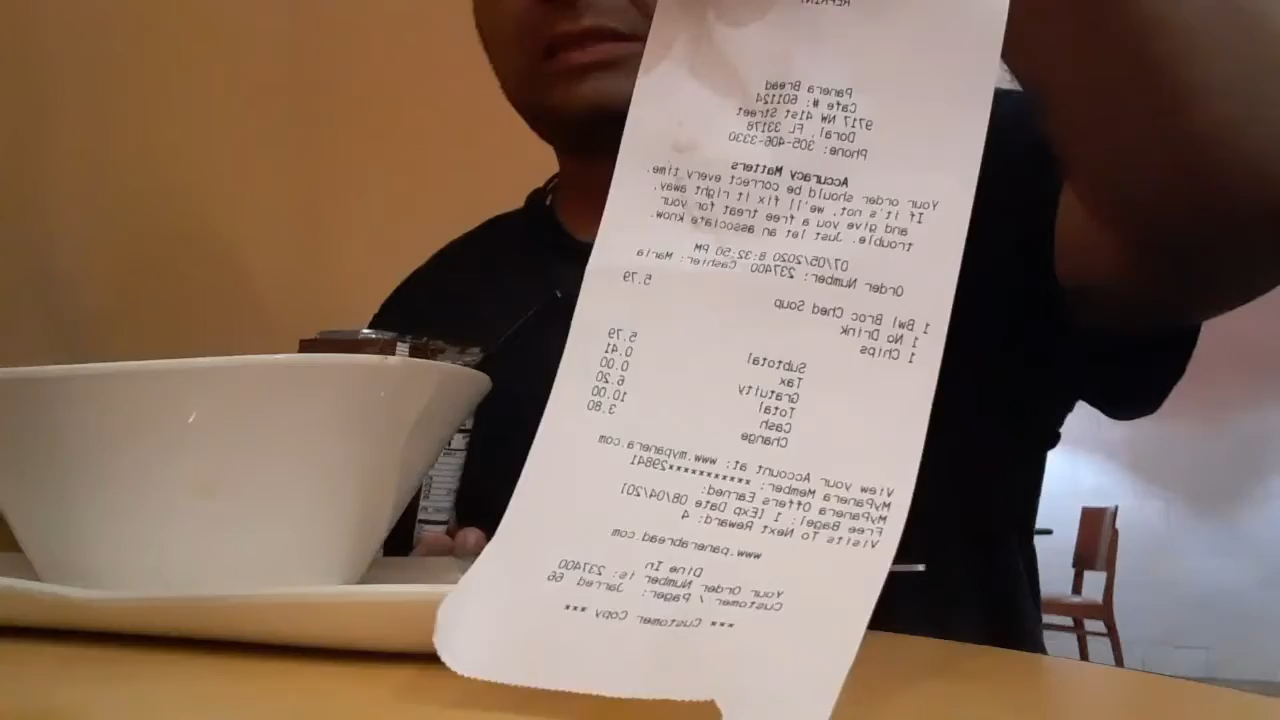 REPRINT
Panera Bread
Cafe #: 601124
9717 NW 41st Street
Doral, FL 33178
Phone: 305-406-3330
Accuracy Matters
Your order should be correct every time.
If it's not, we'll fix it right away,
and give you a free treat for your
trouble. Just let an associate know.
07/05/2020 8:32:50 PM
Order Number: 237400 Cashier: Maria
1 Bwl Broc Ched Soup 5.79
1 No Drink
1 Chips
Subtotal 5.79
Tax 0.41
Gratuity 0.00
Total 6.20
Cash 10.00
Change 3.80
View your Account at: www.mypanera.com
MyPanera Member: ***********29841
MyPanera Offers Earned:
Free Bagel: 1 [Exp Date 08/04/20]
Visits To Next Reward: 4
www.panerabread.com
Dine In
Your Order Number is: 237400
Customer / Pager: Jarred 66
*** Customer Copy ***